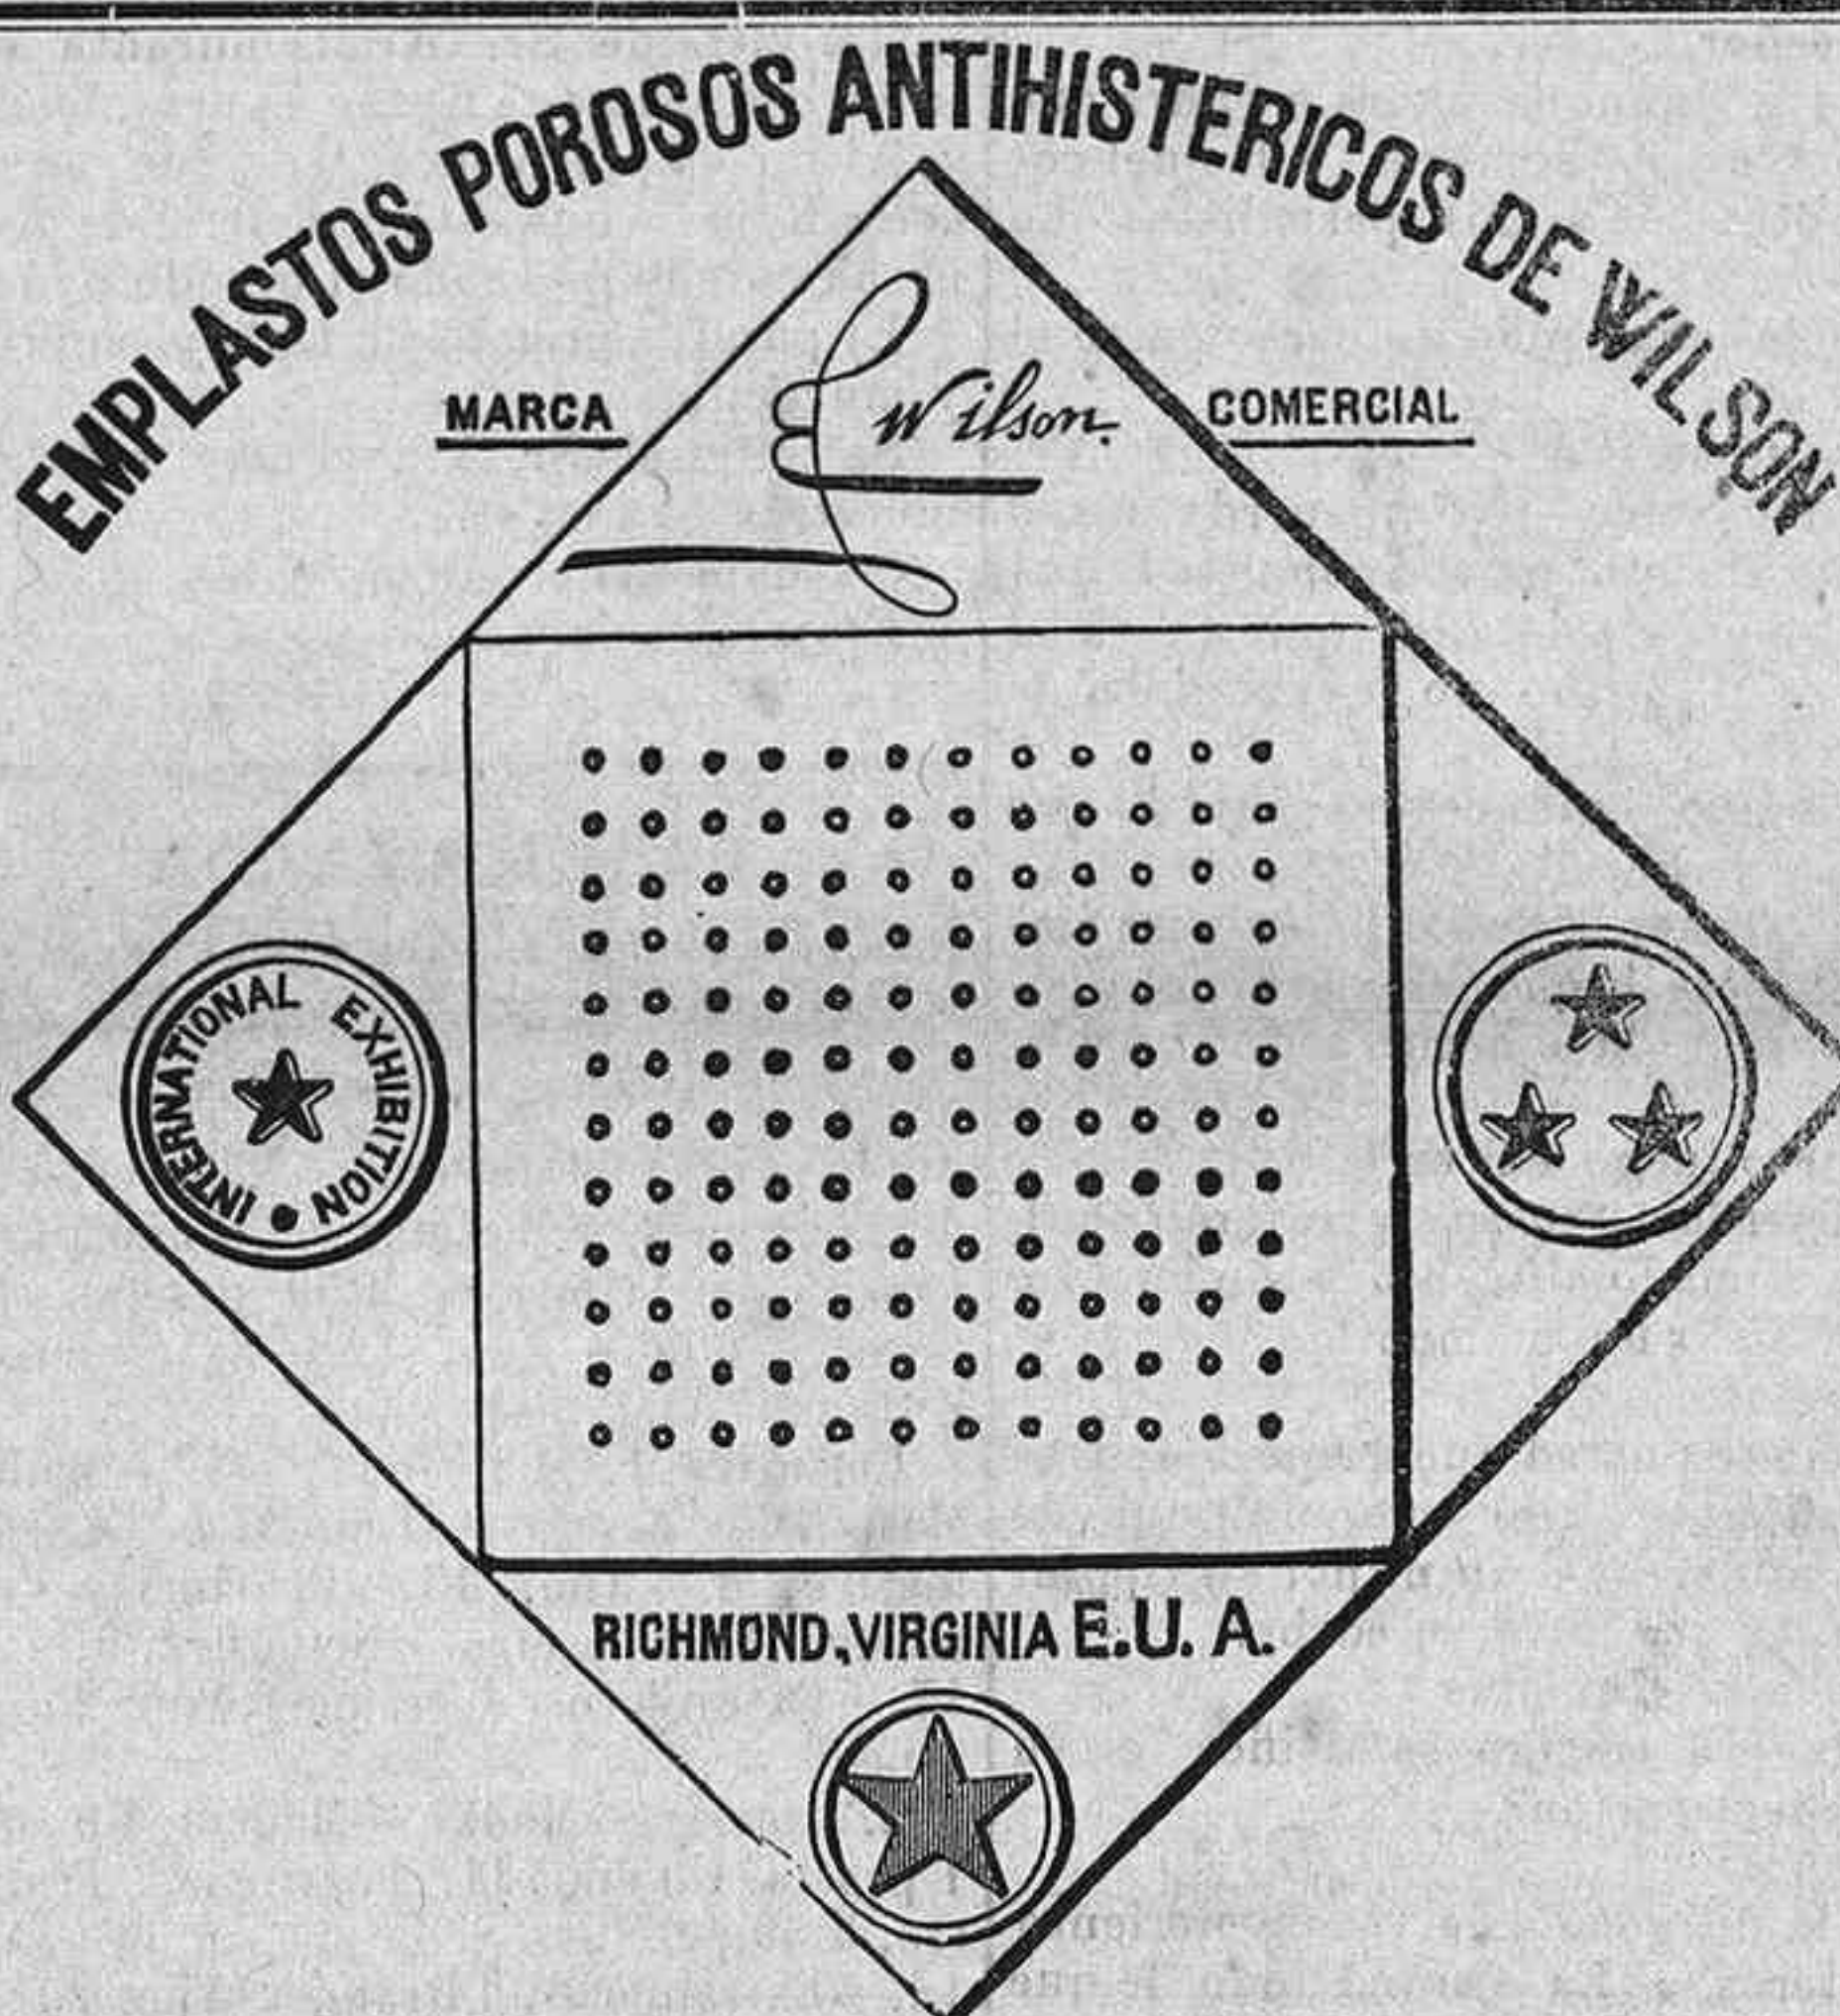 EMPLASTOS POROSOS ANTIHISTERICOS DE WILSON
MARCA
Wilson.
COMERCIAL
INTERNATIONAL EXHIBITION
RICHMOND, VIRGINIA E.U.A.